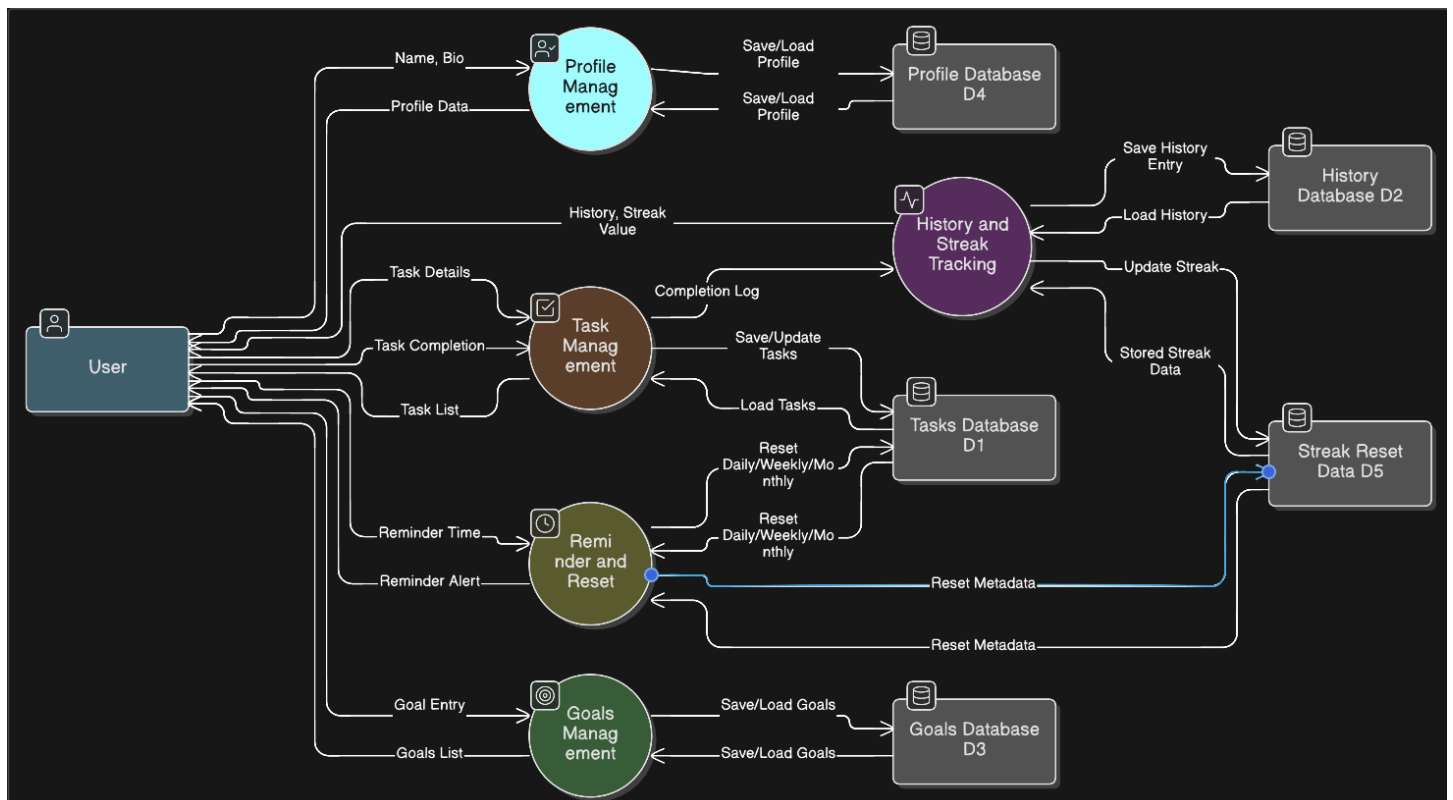 Name, Bio
Profile Data
Profile
Manag
ement
Save/Load
Profile
Save/Load
Profile
Profile Database
D4
Save History
Entry
Load History
History
Database D2
History, Streak
Value
History and
Streak
Tracking
Update Streak
Stored Streak
Data
Task Details
Task Completion
Task List
Task
Manag
ement
Completion Log
Save/Update
Tasks
Load Tasks
User
Tasks Database
D1
Streak Reset
Data D5
Reset
Daily/Weekly/Mo
nthly
Reset
Daily/Weekly/Mo
nthly
Reminder Time
Reminder Alert
Remi
nder and
Reset
Reset Metadata
Reset Metadata
Goal Entry
Goals List
Goals
Manag
ement
Save/Load Goals
Save/Load Goals
Goals Database
D3